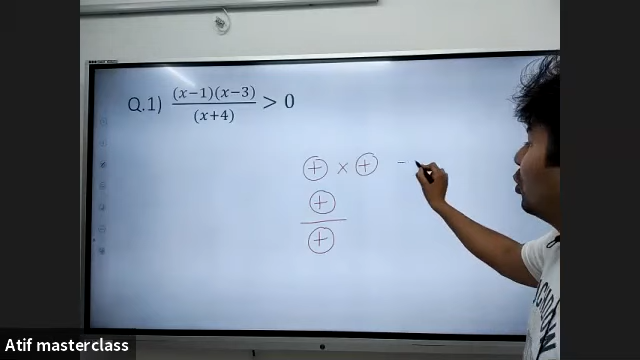 Q.1) (x−1)(x−3)/(x+4) > 0
(+) × (+) −
(+)/(+)
Atif masterclass